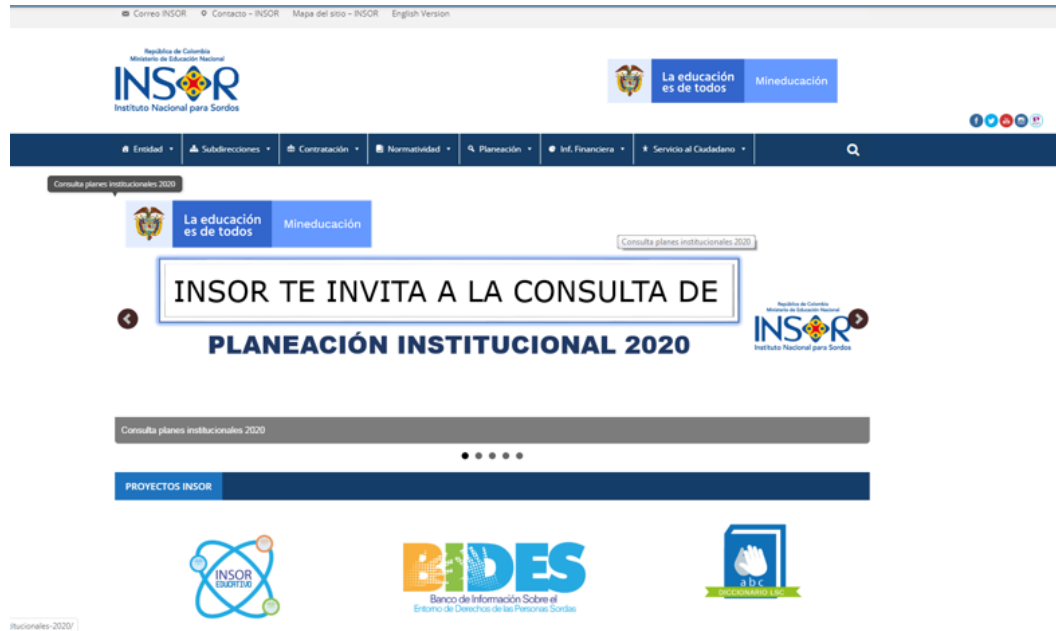 Correo INSOR Contacto – INSOR Mapa del sitio – INSOR English Version
República de Colombia
Ministerio de Educación Nacional
INSOR
Instituto Nacional para Sordos
La educación
es de todos
Mineducación
Entidad Subdirecciones Contratación Normatividad Planeación Inf. Financiera Servicio al Ciudadano
Consulta planes institucionales 2020
La educación
es de todos
Mineducación
Consulta planes institucionales 2020
INSOR TE INVITA A LA CONSULTA DE
PLANEACIÓN INSTITUCIONAL 2020
República de Colombia
Ministerio de Educación Nacional
INSOR
Instituto Nacional para Sordos
Consulta planes institucionales 2020
PROYECTOS INSOR
INSOR
EDUCATIVO
BIDES
Banco de Información Sobre el
Entorno de Derechos de las Personas Sordas
abc
DICCIONARIO LSC
itucionales-2020/